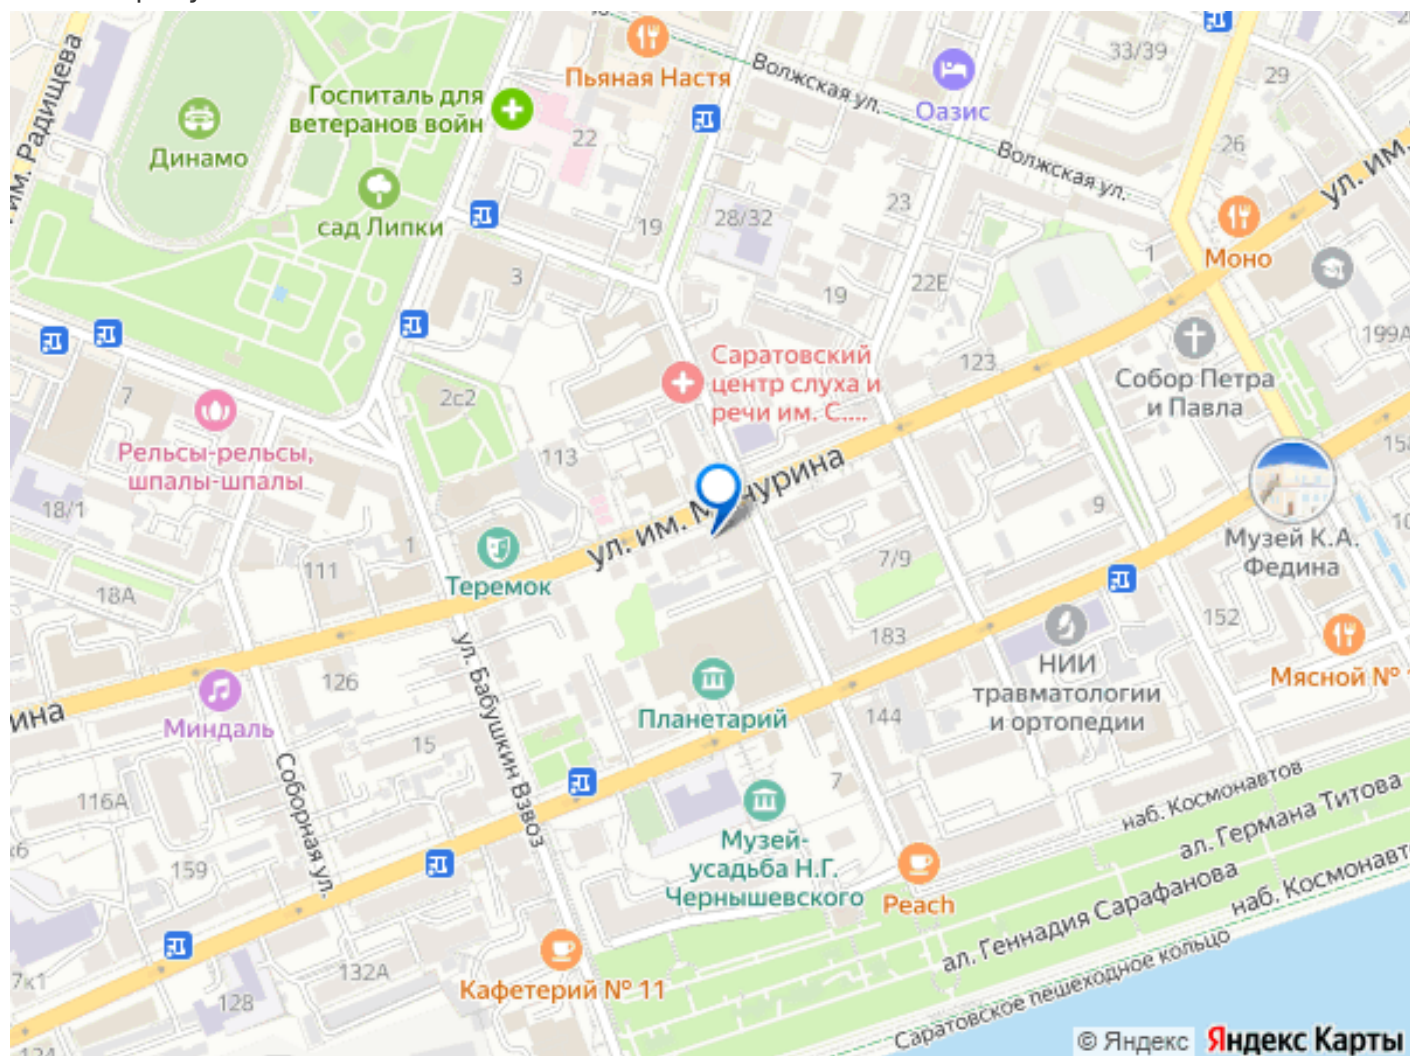 им. Радищева
Динамо
Госпиталь для
ветеранов войн
сад Липки
Пьяная Настя
22
Волжская ул.
Оазис
33/39
29
26
Волжская ул.
ул. им.
Моно
19
28/32
23
3
19
22Е
1
Саратовский
центр слуха и
речи им. С....
123
Собор Петра
и Павла
199А
7
2с2
Рельсы-рельсы,
шпалы-шпалы
113
18/1
1
ул. им. М
чурина
9
Музей К.А.
Федина
Теремок
111
18А
7/9
183
152
НИИ
травматологии
и ортопедии
Мясной №
126
Миндаль
ина
ул. Бабушкин Взвоз
Планетарий
144
15
Соборная ул.
116А
7
Музей-
усадьба Н.Г.
Чернышевского
Peach
наб. Космонавтов
ал. Германа Титова
ал. Геннадия Сарафанова
наб. Космонавт
159
Саратовское пешеходное кольцо
Кафетерий № 11
132А
7к1
128
© Яндекс Яндекс Карты